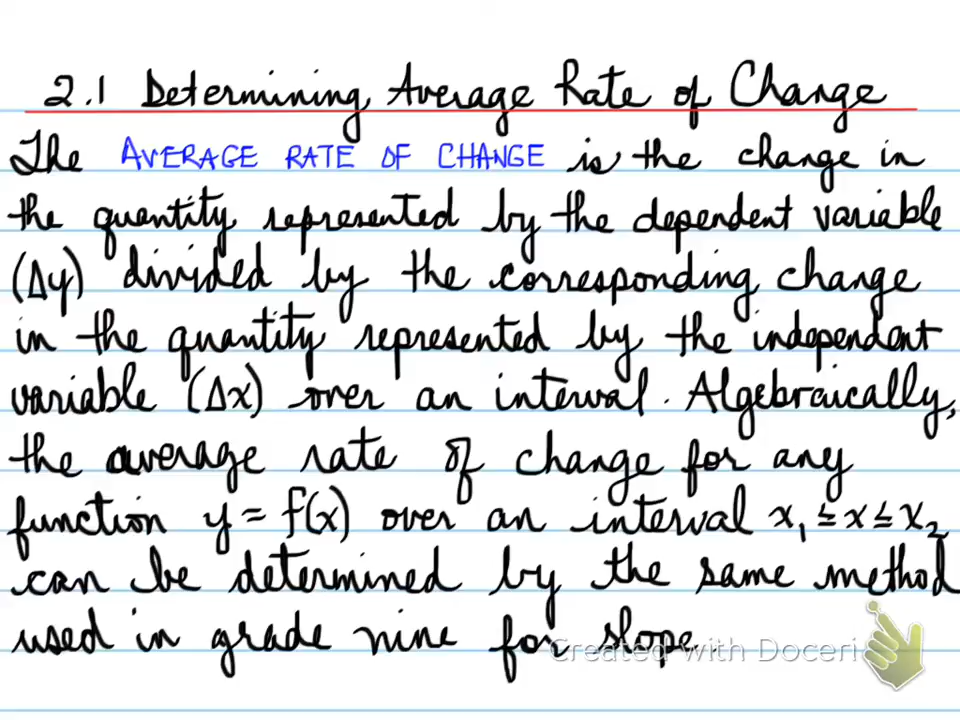 2.1 Determining Average Rate of Change
The AVERAGE RATE OF CHANGE is the change in
the quantity represented by the dependent variable
(Δy) divided by the corresponding change
in the quantity represented by the independent
variable (Δx) over an interval. Algebraically,
the average rate of change for any
function y = f(x) over an interval x₁ ≤ x ≤ x₂
can be determined by the same method
used in grade nine for slope.
Created with Doceri